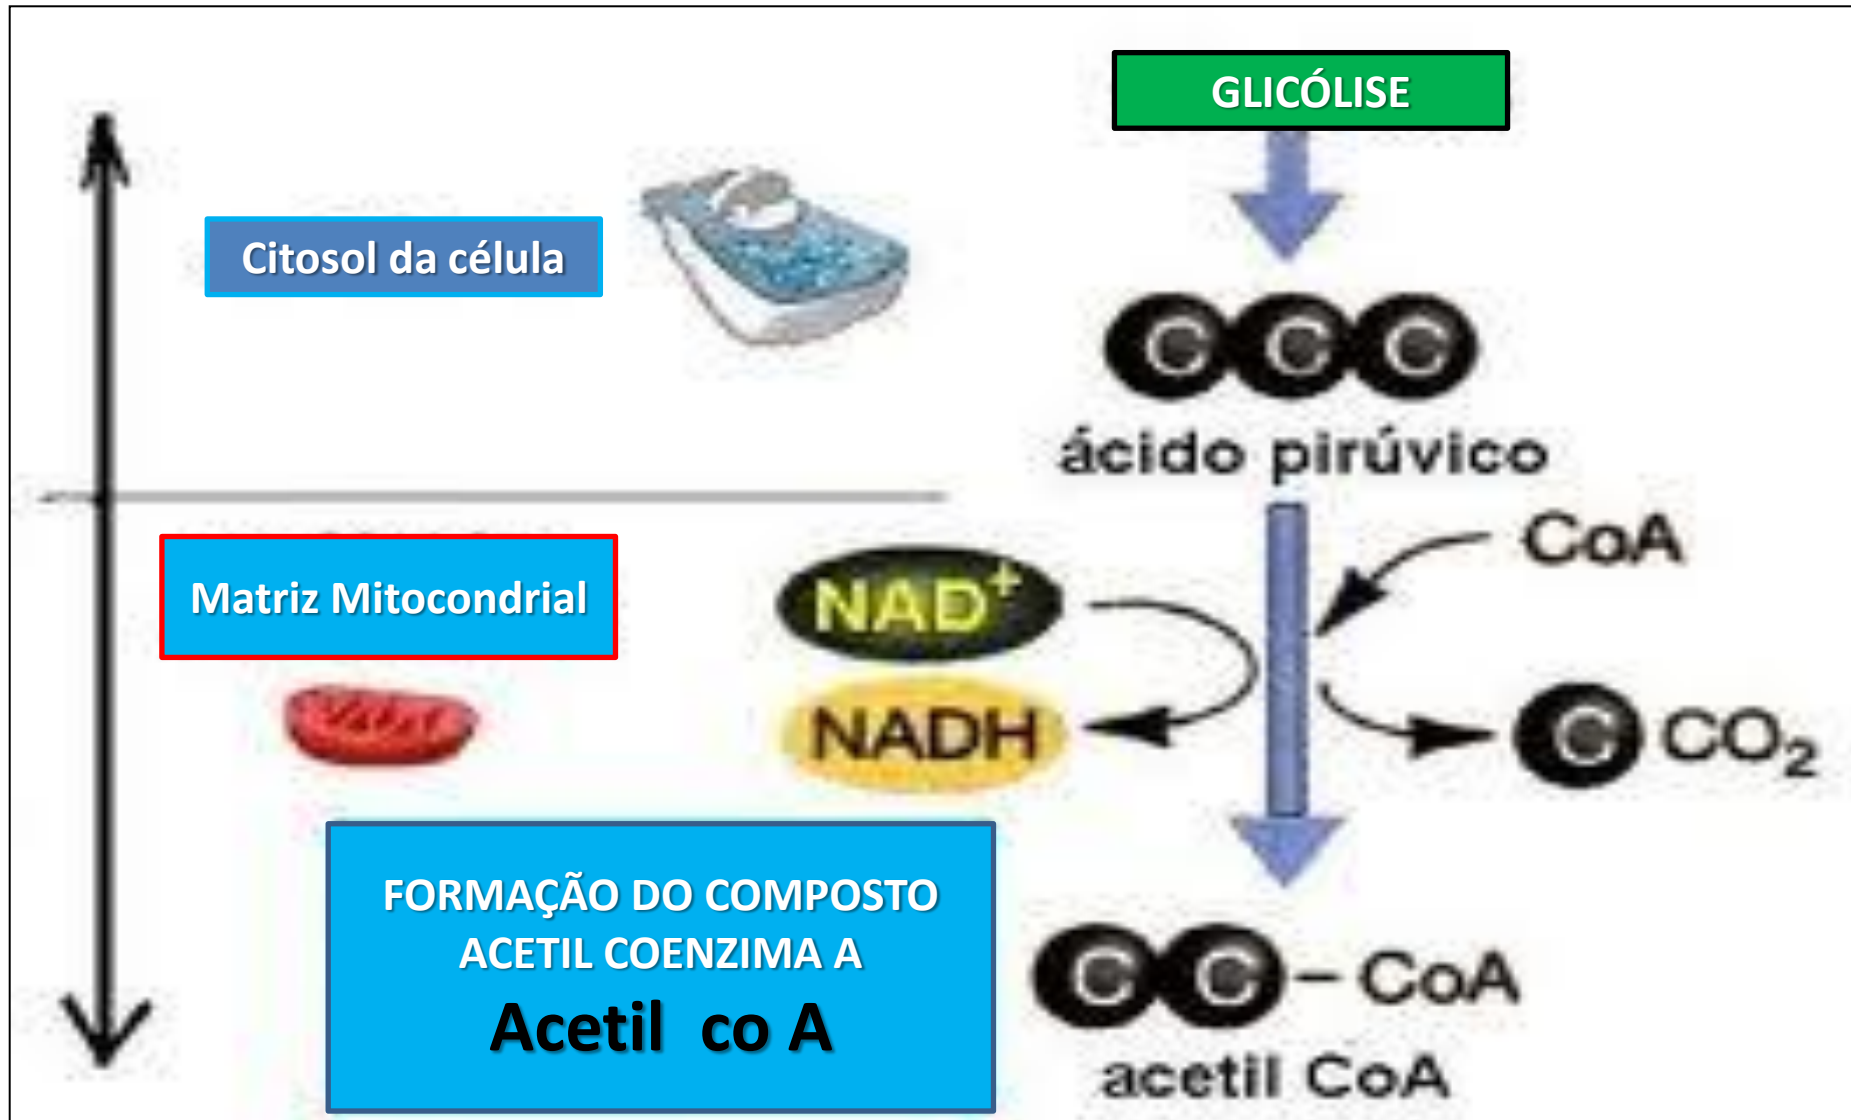 GLICÓLISE
Citosol da célula
C C C
ácido pirúvico
CoA
Matriz Mitocondrial
NAD+
NADH
C CO₂
FORMAÇÃO DO COMPOSTO
ACETIL COENZIMA A
Acetil co A
C C – CoA
acetil CoA